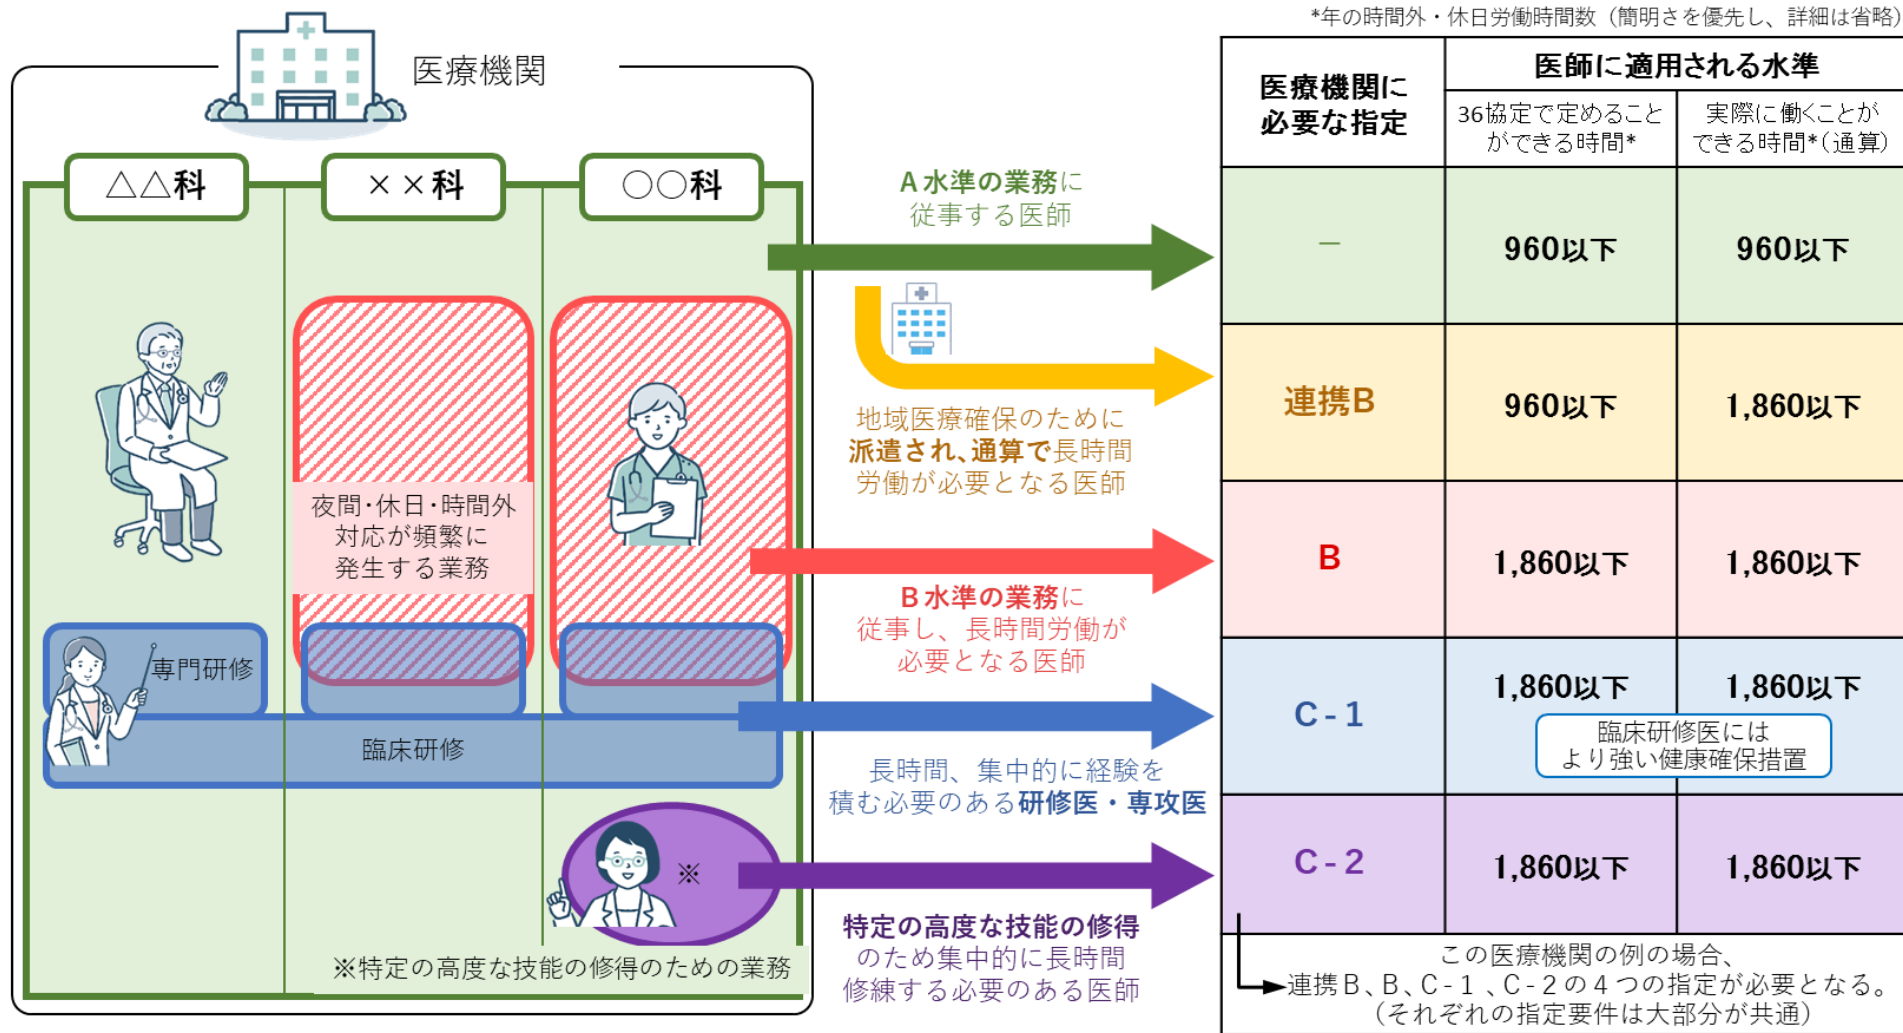 *年の時間外・休日労働時間数（簡明さを優先し、詳細は省略）
医療機関
△△科
××科
○○科
夜間・休日・時間外
対応が頻繁に
発生する業務
専門研修
臨床研修
※
※特定の高度な技能の修得のための業務
A水準の業務に
従事する医師
地域医療確保のために
派遣され、通算で長時間
労働が必要となる医師
B水準の業務に
従事し、長時間労働が
必要となる医師
長時間、集中的に経験を
積む必要のある研修医・専攻医
特定の高度な技能の修得
のため集中的に長時間
修練する必要のある医師
医療機関に
必要な指定
医師に適用される水準
36協定で定めること
ができる時間*
実際に働くことが
できる時間*（通算）
－ 960以下 960以下
連携B 960以下 1,860以下
B 1,860以下 1,860以下
C-1 1,860以下 1,860以下
臨床研修医には
より強い健康確保措置
C-2 1,860以下 1,860以下
この医療機関の例の場合、
連携B、B、C-1、C-2の4つの指定が必要となる。
（それぞれの指定要件は大部分が共通）